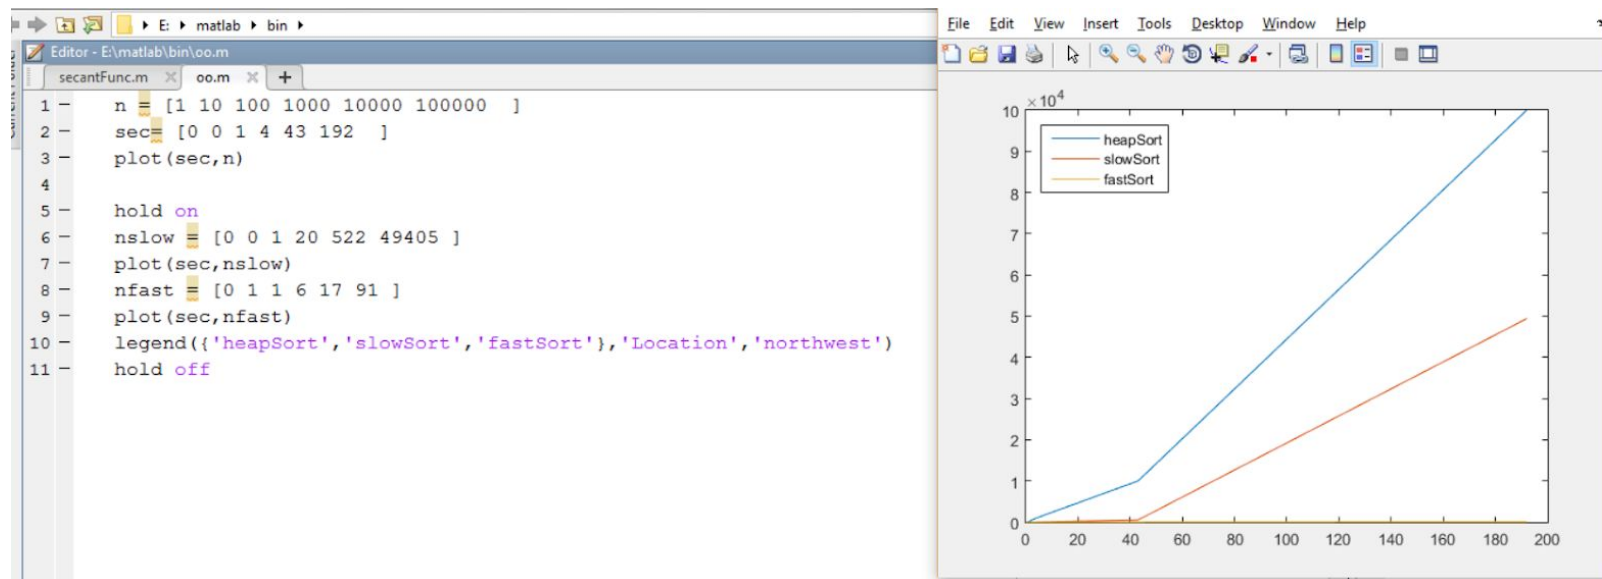 E: matlab bin
Editor - E:\matlab\bin\oo.m
secantFunc.m oo.m +
1 n = [1 10 100 1000 10000 100000 ]
2 sec= [0 0 1 4 43 192 ]
3 plot(sec,n)
4
5 hold on
6 nslow = [0 0 1 20 522 49405 ]
7 plot(sec,nslow)
8 nfast = [0 1 1 6 17 91 ]
9 plot(sec,nfast)
10 legend({'heapSort','slowSort','fastSort'},'Location','northwest')
11 hold off
File Edit View Insert Tools Desktop Window Help
×10⁴
10
9
8
7
6
5
4
3
2
1
0
heapSort
slowSort
fastSort
0 20 40 60 80 100 120 140 160 180 200